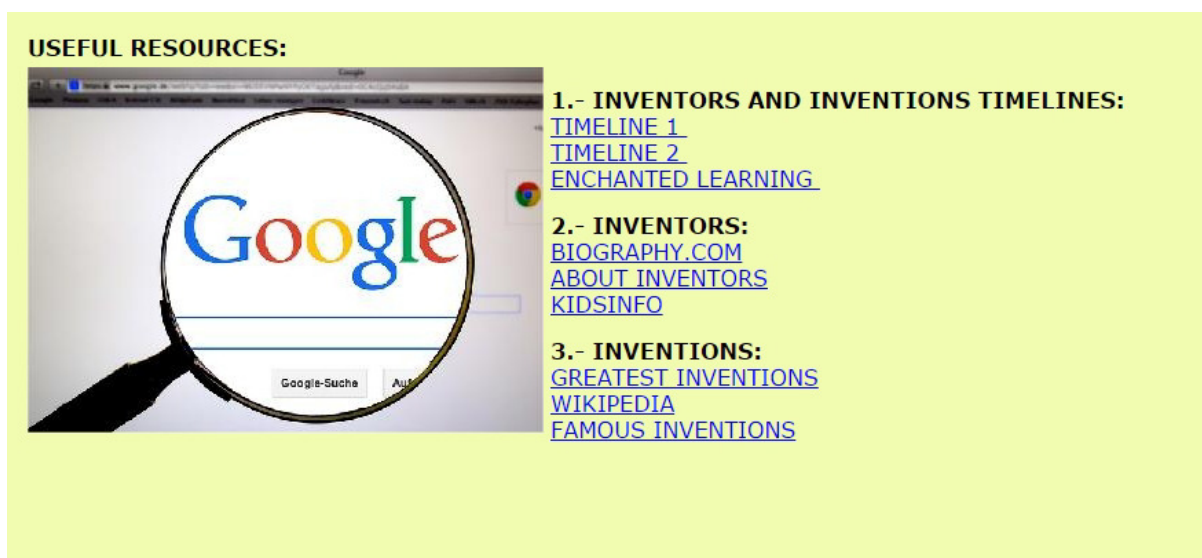 USEFUL RESOURCES:
Google
Google
Google-Suche
1.- INVENTORS AND INVENTIONS TIMELINES:
TIMELINE 1
TIMELINE 2
ENCHANTED LEARNING
2.- INVENTORS:
BIOGRAPHY.COM
ABOUT INVENTORS
KIDSINFO
3.- INVENTIONS:
GREATEST INVENTIONS
WIKIPEDIA
FAMOUS INVENTIONS